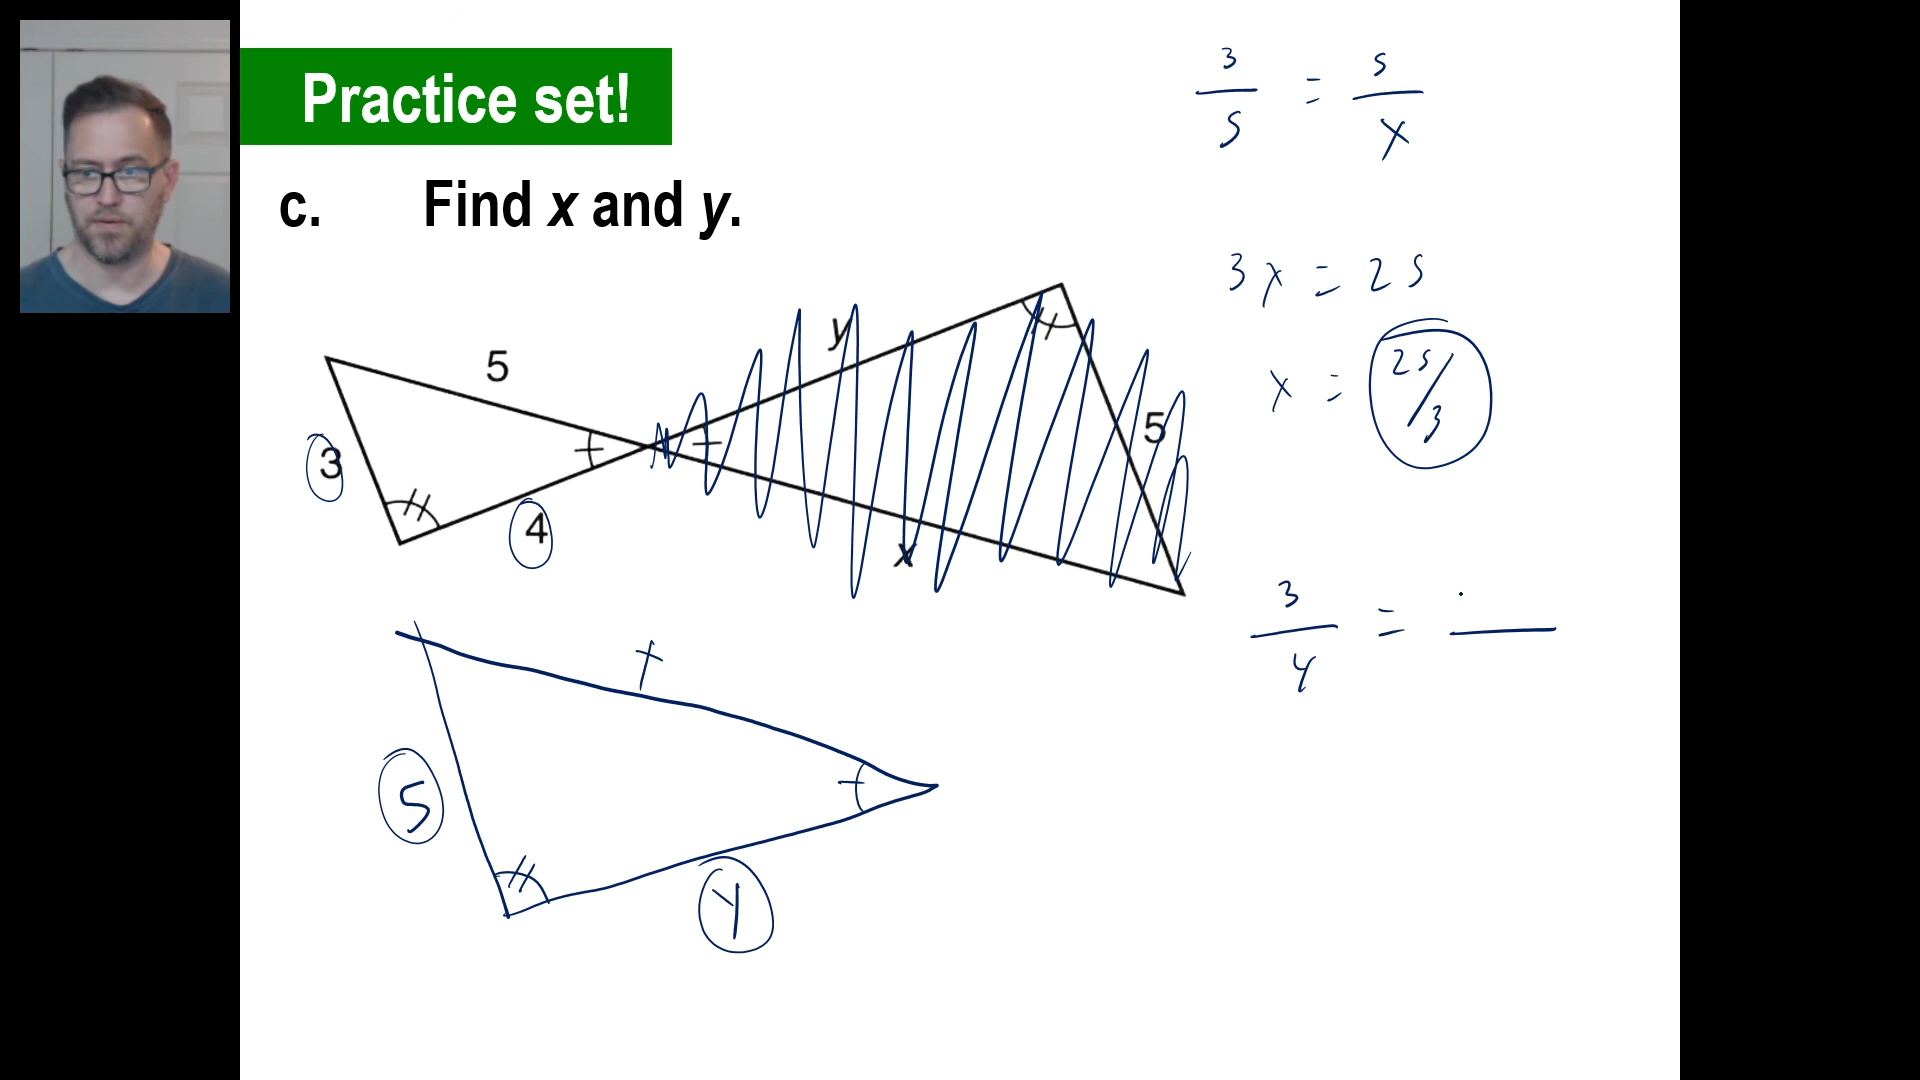 Practice set!
c. Find x and y.
3/5 = 5/x
3x = 25
x = 25/3
5
y
3
4
5
x
3/4 =
x
5
y